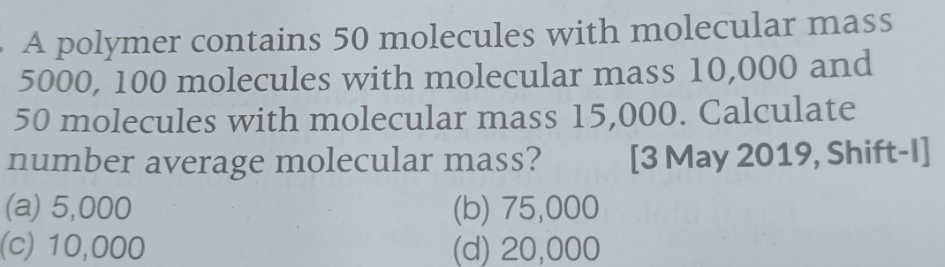 . A polymer contains 50 molecules with molecular mass
5000, 100 molecules with molecular mass 10,000 and
50 molecules with molecular mass 15,000. Calculate
number average molecular mass? [3 May 2019, Shift-I]
(a) 5,000 (b) 75,000
(c) 10,000 (d) 20,000